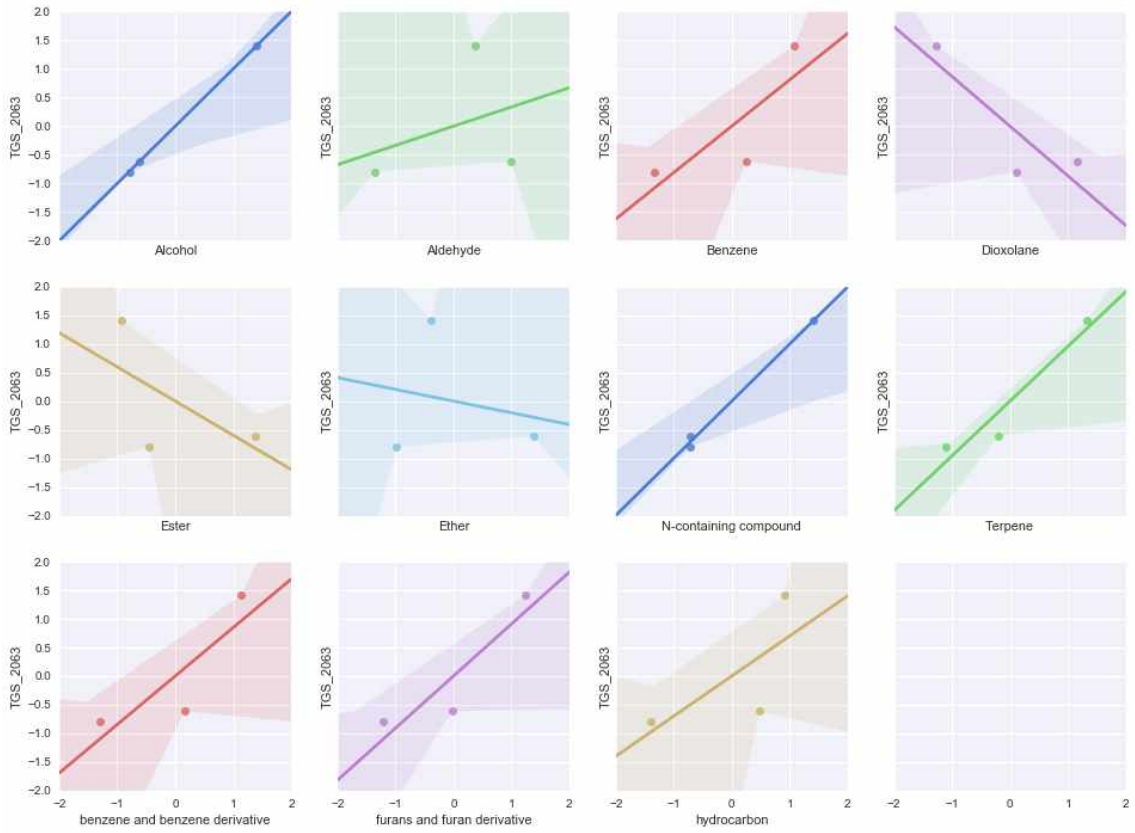 2.0
1.5
1.0
0.5
0.0
−0.5
−1.0
−1.5
−2.0
TGS_2063
TGS_2063
TGS_2063
TGS_2063
Alcohol
Aldehyde
Benzene
Dioxolane
2.0
1.5
1.0
0.5
0.0
−0.5
−1.0
−1.5
−2.0
TGS_2063
TGS_2063
TGS_2063
TGS_2063
Ester
Ether
N-containing compound
Terpene
2.0
1.5
1.0
0.5
0.0
−0.5
−1.0
−1.5
−2.0
TGS_2063
TGS_2063
TGS_2063
−2 −1 0 1 2
−2 −1 0 1 2
−2 −1 0 1 2
−2 −1 0 1 2
benzene and benzene derivative
furans and furan derivative
hydrocarbon